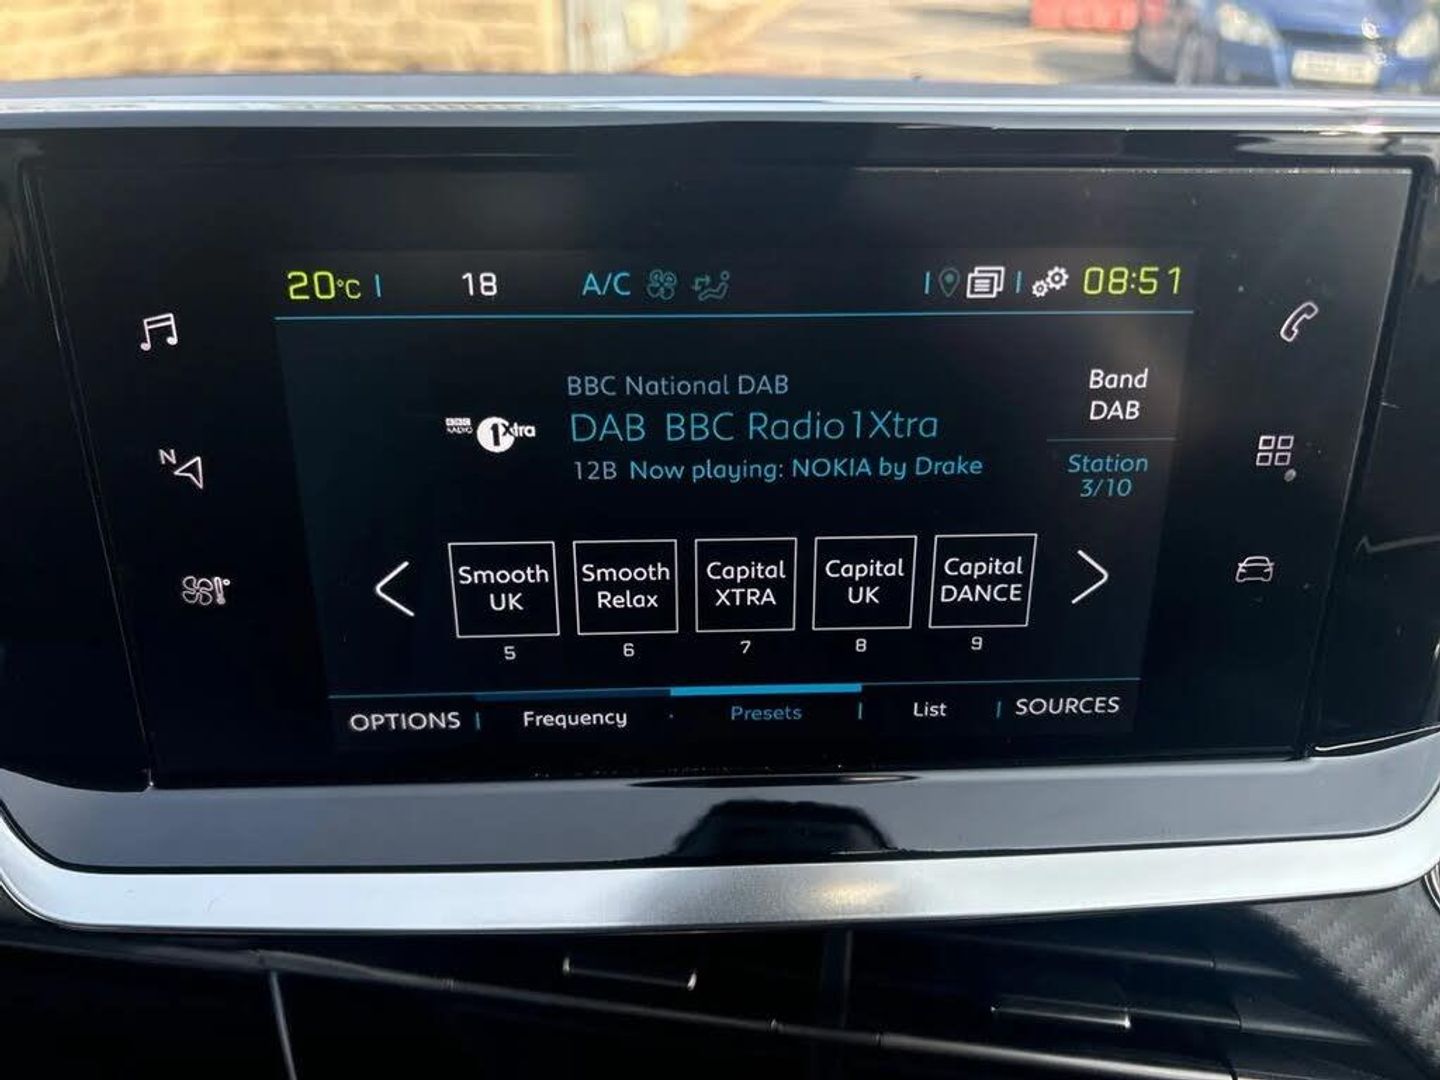 20°C 18 A/C 08:51
BBC National DAB
BBC RADIO 1Xtra
DAB BBC Radio1Xtra
12B Now playing: NOKIA by Drake
Band
DAB
Station
3/10
N
Smooth
UK
5
Smooth
Relax
6
Capital
XTRA
7
Capital
UK
8
Capital
DANCE
9
OPTIONS Frequency Presets List SOURCES